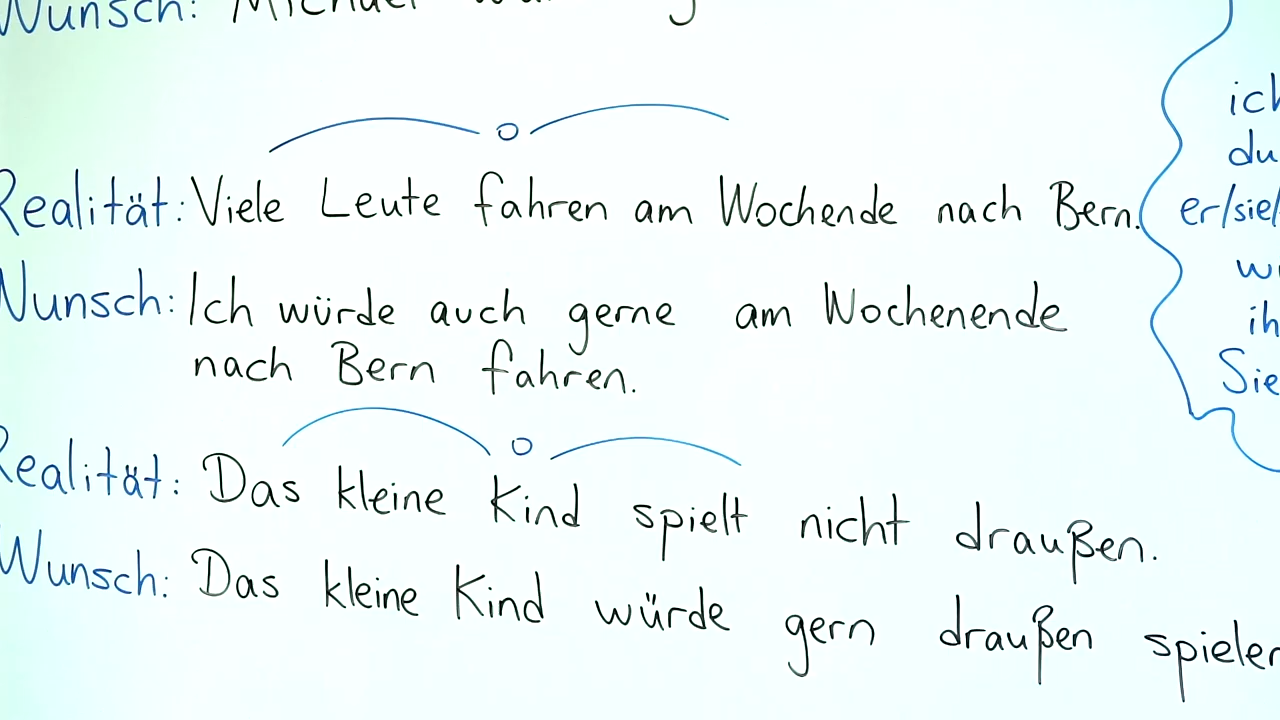 Wunsch: Michael
Realität: Viele Leute fahren am Wochende nach Bern.
Wunsch: Ich würde auch gerne am Wochenende
nach Bern fahren.
Realität: Das kleine Kind spielt nicht draußen.
Wunsch: Das kleine Kind würde gern draußen spielen
ich
du
er/sie/
ih
Sie